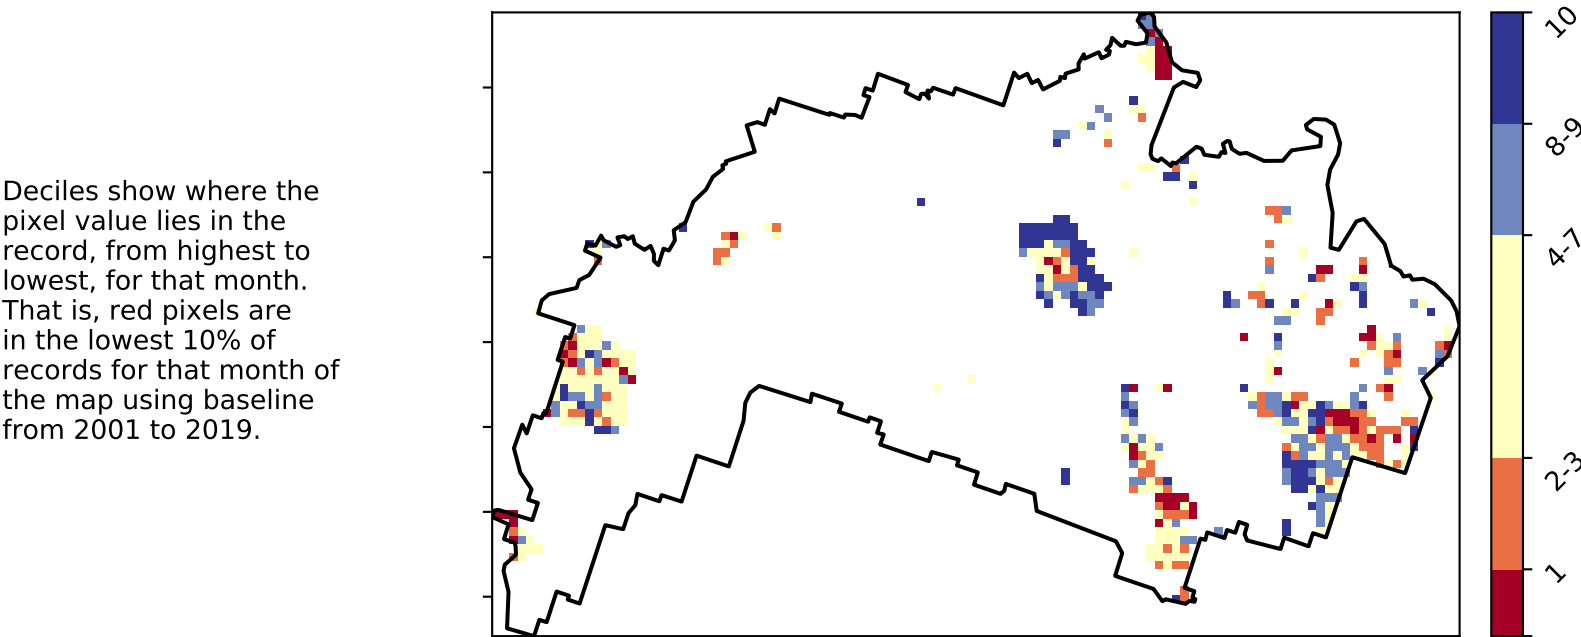 Deciles show where the
pixel value lies in the
record, from highest to
lowest, for that month.
That is, red pixels are
in the lowest 10% of
records for that month of
the map using baseline
from 2001 to 2019.
10
8-9
4-7
2-3
1